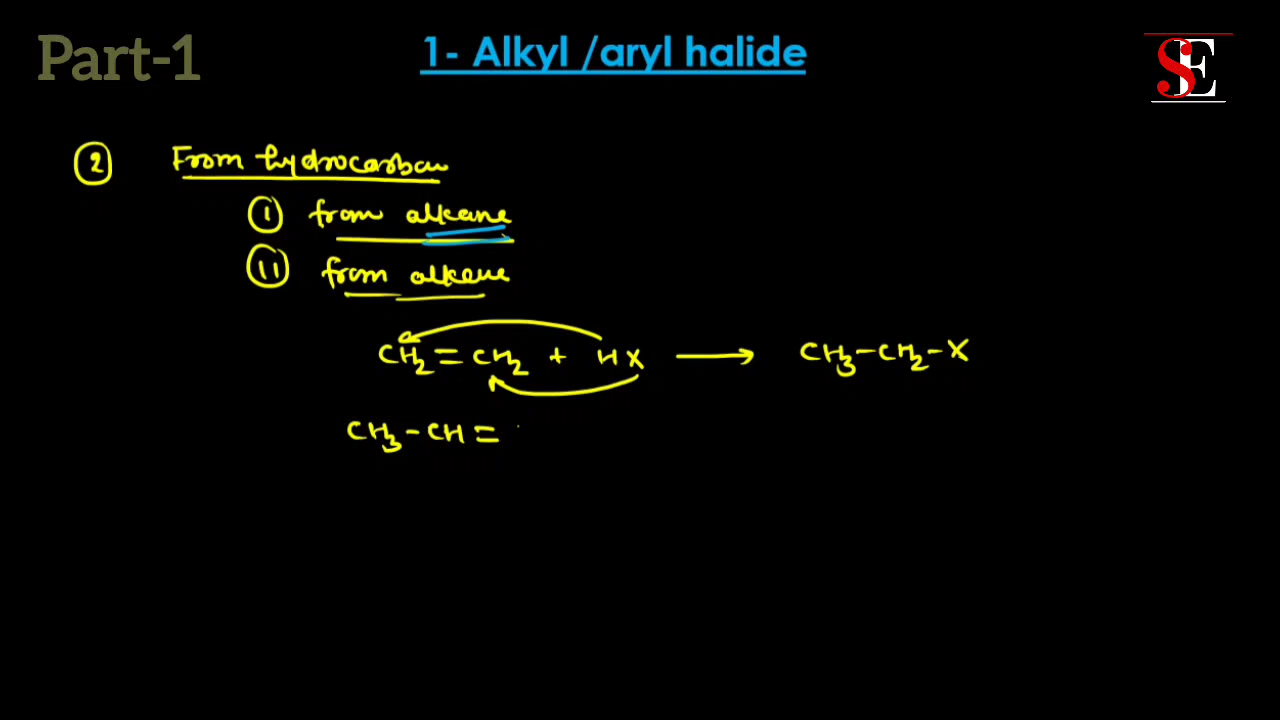 Part-1
1- Alkyl /aryl halide
SE
② From hydrocarbon
(i) from alkane
(ii) from alkene
CH₂ = CH₂ + HX ⟶ CH₃-CH₂-X
CH₃-CH =